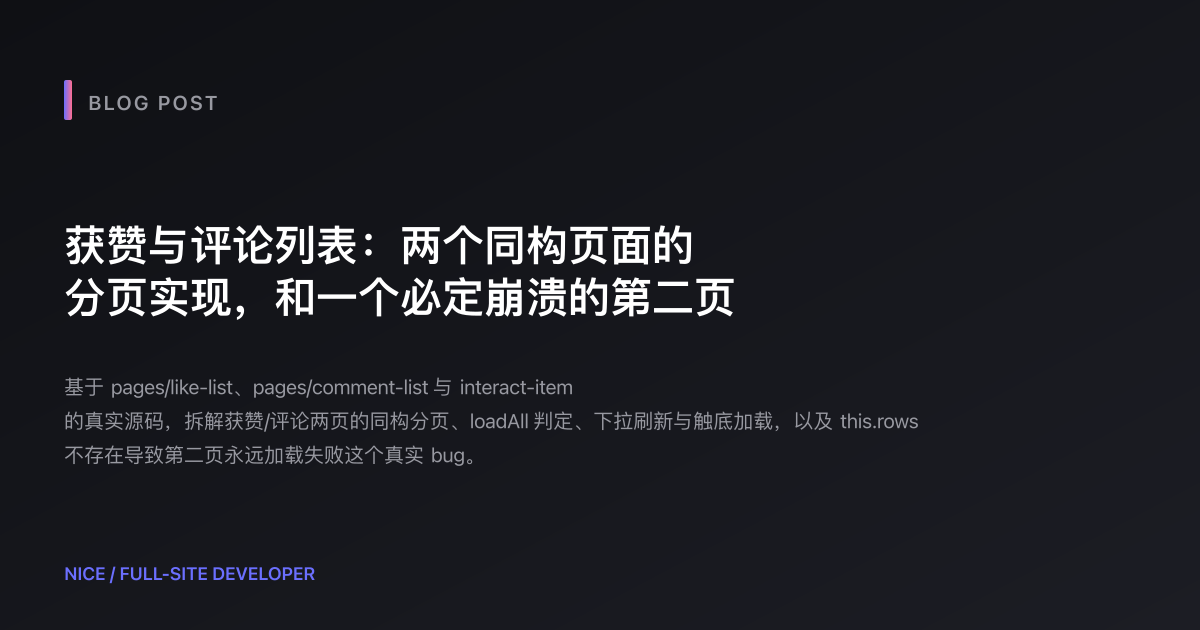 BLOG POST
获赞与评论列表：两个同构页面的
分页实现，和一个必定崩溃的第二页
基于 pages/like-list、pages/comment-list 与 interact-item
的真实源码，拆解获赞/评论两页的同构分页、loadAll 判定、下拉刷新与触底加载，以及 this.rows
不存在导致第二页永远加载失败这个真实 bug。
NICE / FULL-SITE DEVELOPER